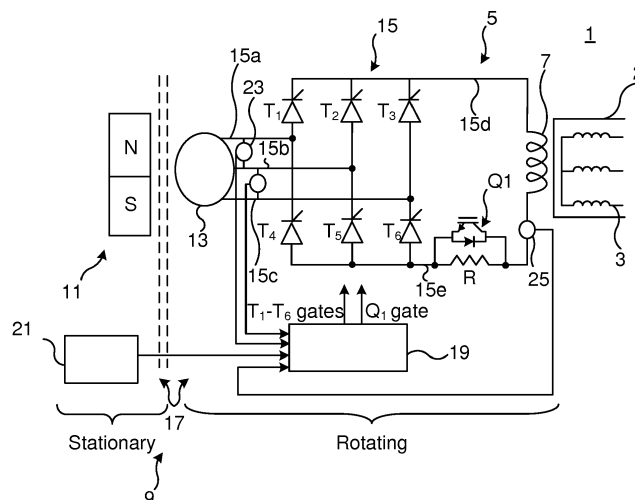 1
5
15
15a
7
2
23
T1
T2
T3
15d
N
15b
S
Q1
13
T4
T5
T6
3
15c
R
25
15e
11
T1-T6 gates
Q1 gate
21
19
17
Stationary
Rotating
9